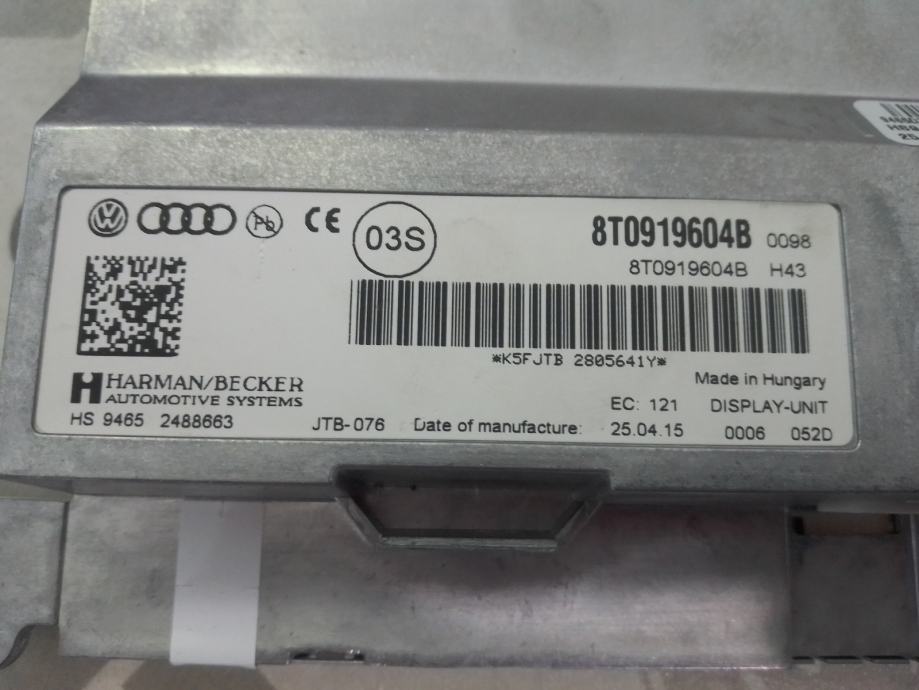 8T0919604B 0098
03S
8T0919604B H43
*K5FJTB 2805641Y*
Made in Hungary
HARMAN/BECKER
AUTOMOTIVE SYSTEMS
EC: 121 DISPLAY-UNIT
HS 9465 2488663 JTB-076 Date of manufacture: 25.04.15 0006 052D